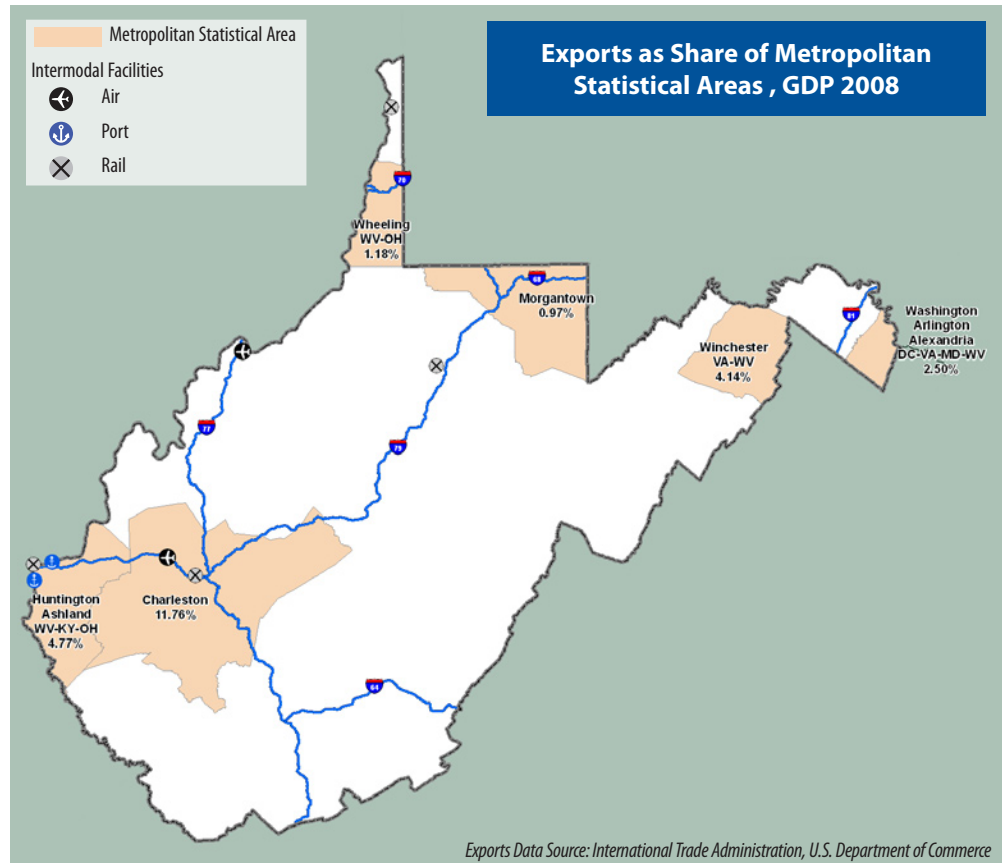 Metropolitan Statistical Area
Intermodal Facilities
Air
Port
Rail
Exports as Share of Metropolitan
Statistical Areas , GDP 2008
70
Wheeling
WV-OH
1.18%
68
Morgantown
0.97%
81
Washington
Arlington
Alexandria
DC-VA-MD-WV
2.50%
Winchester
VA-WV
4.14%
77
79
Huntington
Ashland
WV-KY-OH
4.77%
Charleston
11.76%
64
Exports Data Source: International Trade Administration, U.S. Department of Commerce